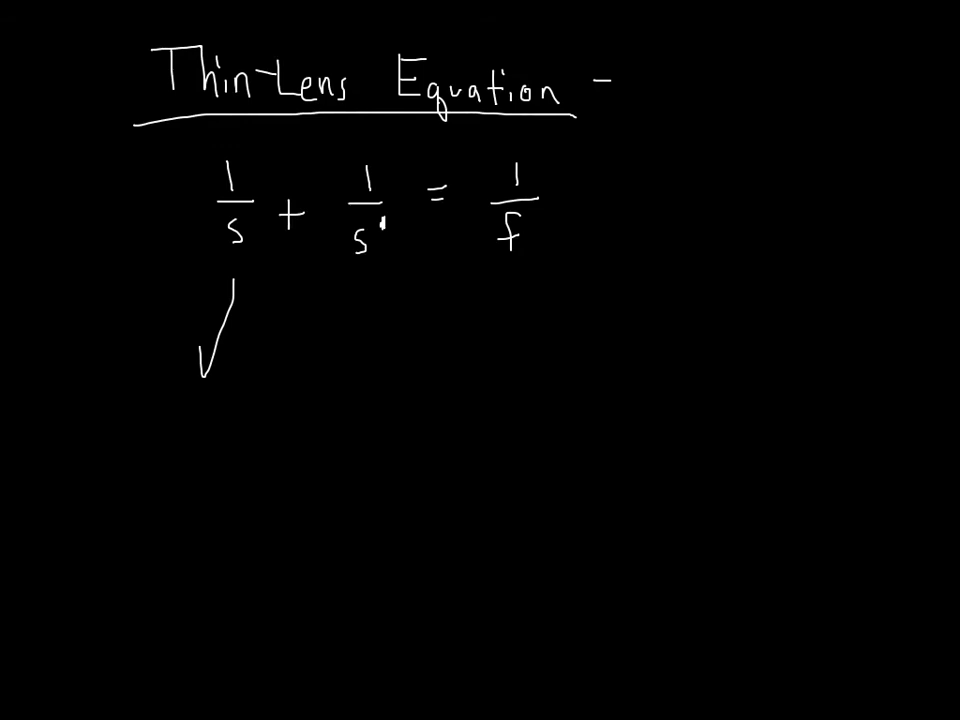 Thin-Lens Equation -
1/s + 1/s' = 1/f